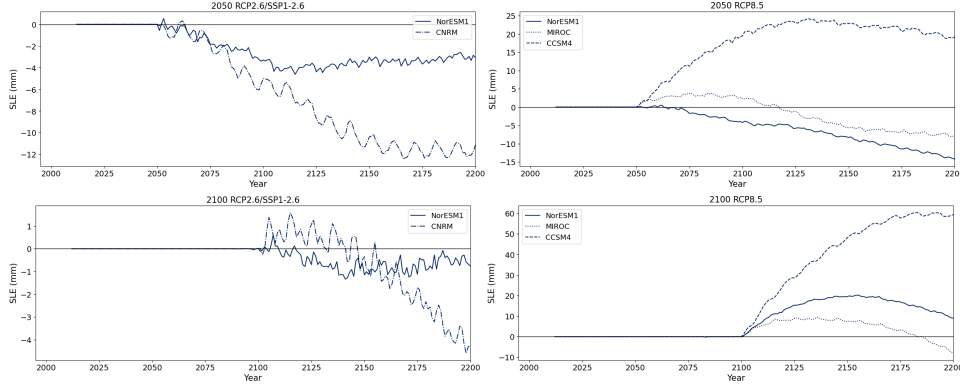 2050 RCP2.6/SSP1-2.6
SLE (mm)
0
−2
−4
−6
−8
−10
−12
NorESM1
CNRM
2000 2025 2050 2075 2100 2125 2150 2175 2200
Year
2050 RCP8.5
SLE (mm)
25
20
15
10
5
0
−5
−10
−15
NorESM1
MIROC
CCSM4
2000 2025 2050 2075 2100 2125 2150 2175 2200
Year
2100 RCP2.6/SSP1-2.6
SLE (mm)
1
0
−1
−2
−3
−4
NorESM1
CNRM
2000 2025 2050 2075 2100 2125 2150 2175 2200
Year
2100 RCP8.5
SLE (mm)
60
50
40
30
20
10
0
−10
NorESM1
MIROC
CCSM4
2000 2025 2050 2075 2100 2125 2150 2175 2200
Year